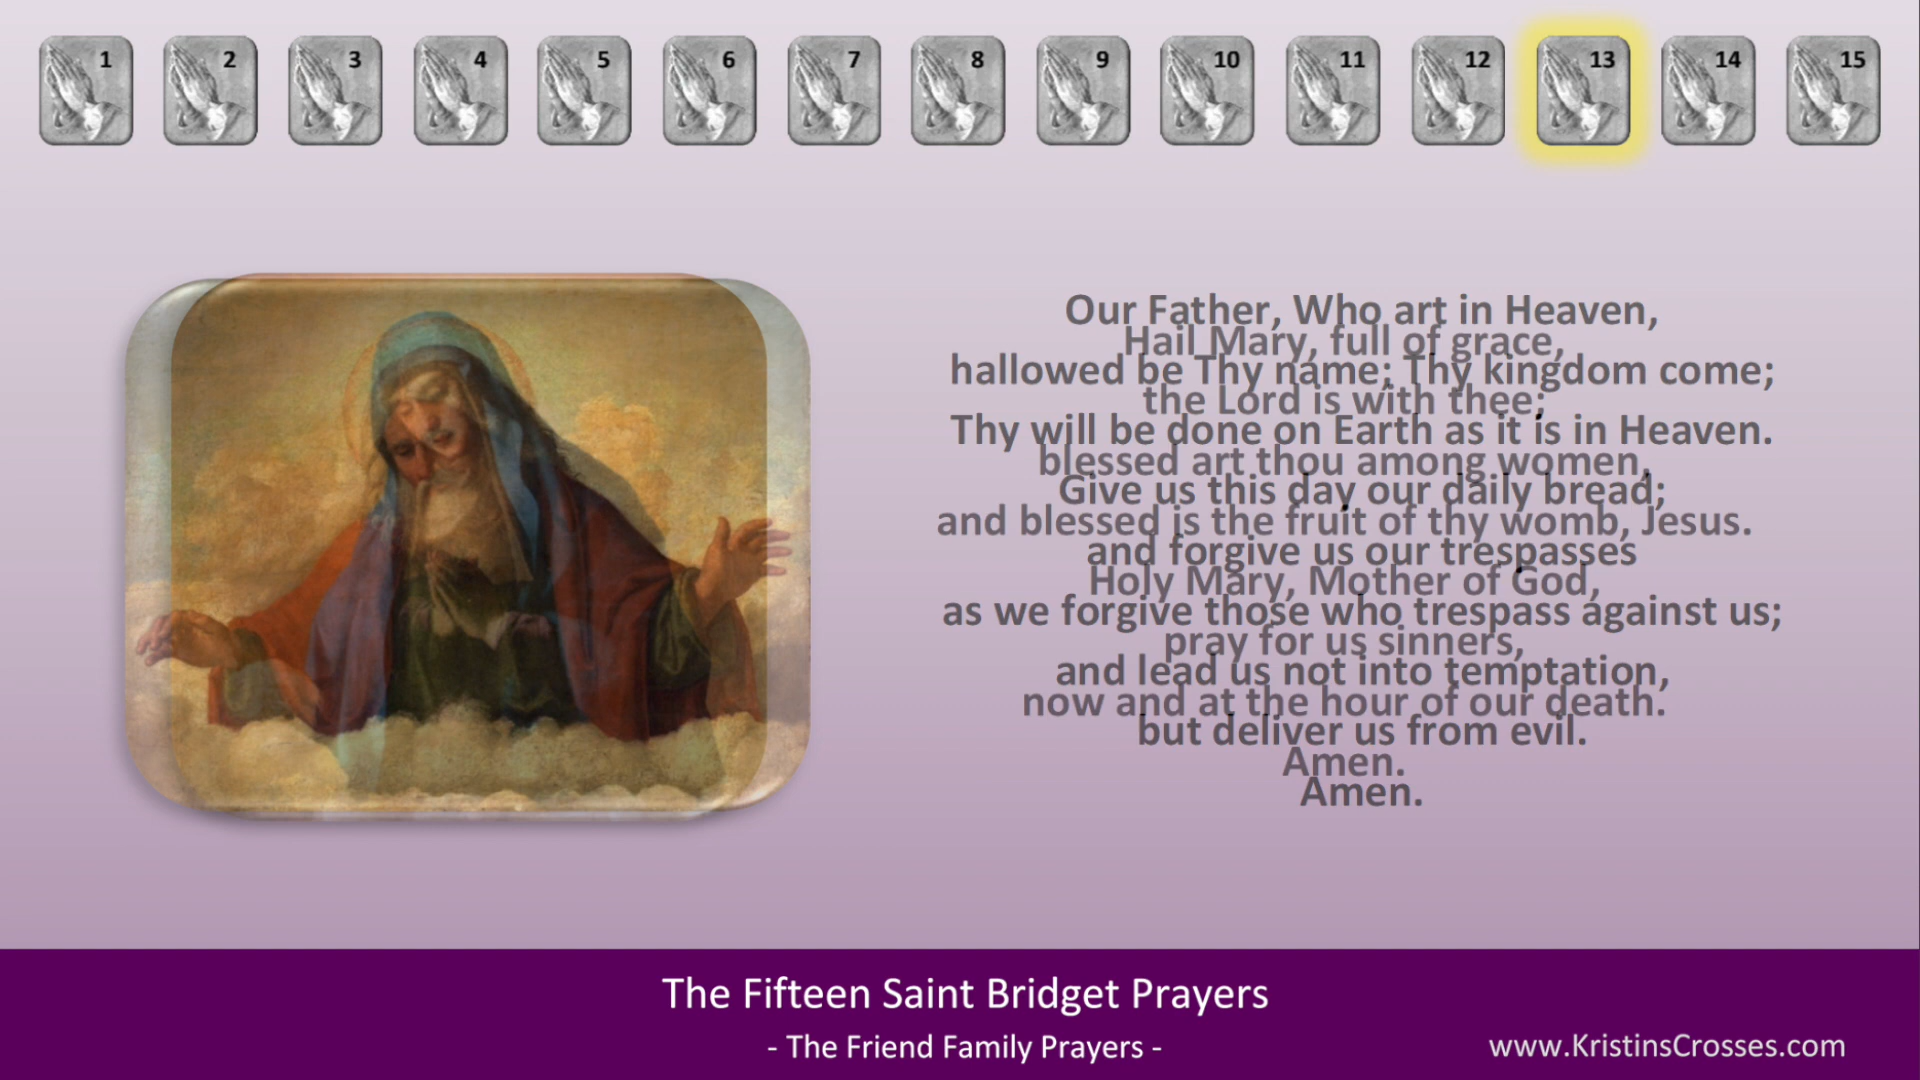 1 2 3 4 5 6 7 8 9 10 11 12 13 14 15
Our Father, Who art in Heaven,
hallowed be Thy name; Thy kingdom come;
Thy will be done on Earth as it is in Heaven.
Give us this day our daily bread;
and forgive us our trespasses
as we forgive those who trespass against us;
and lead us not into temptation,
but deliver us from evil.
Amen.
Hail Mary, full of grace,
the Lord is with thee;
blessed art thou among women,
and blessed is the fruit of thy womb, Jesus.
Holy Mary, Mother of God,
pray for us sinners,
now and at the hour of our death.
Amen.
The Fifteen Saint Bridget Prayers
- The Friend Family Prayers -
www.KristinsCrosses.com